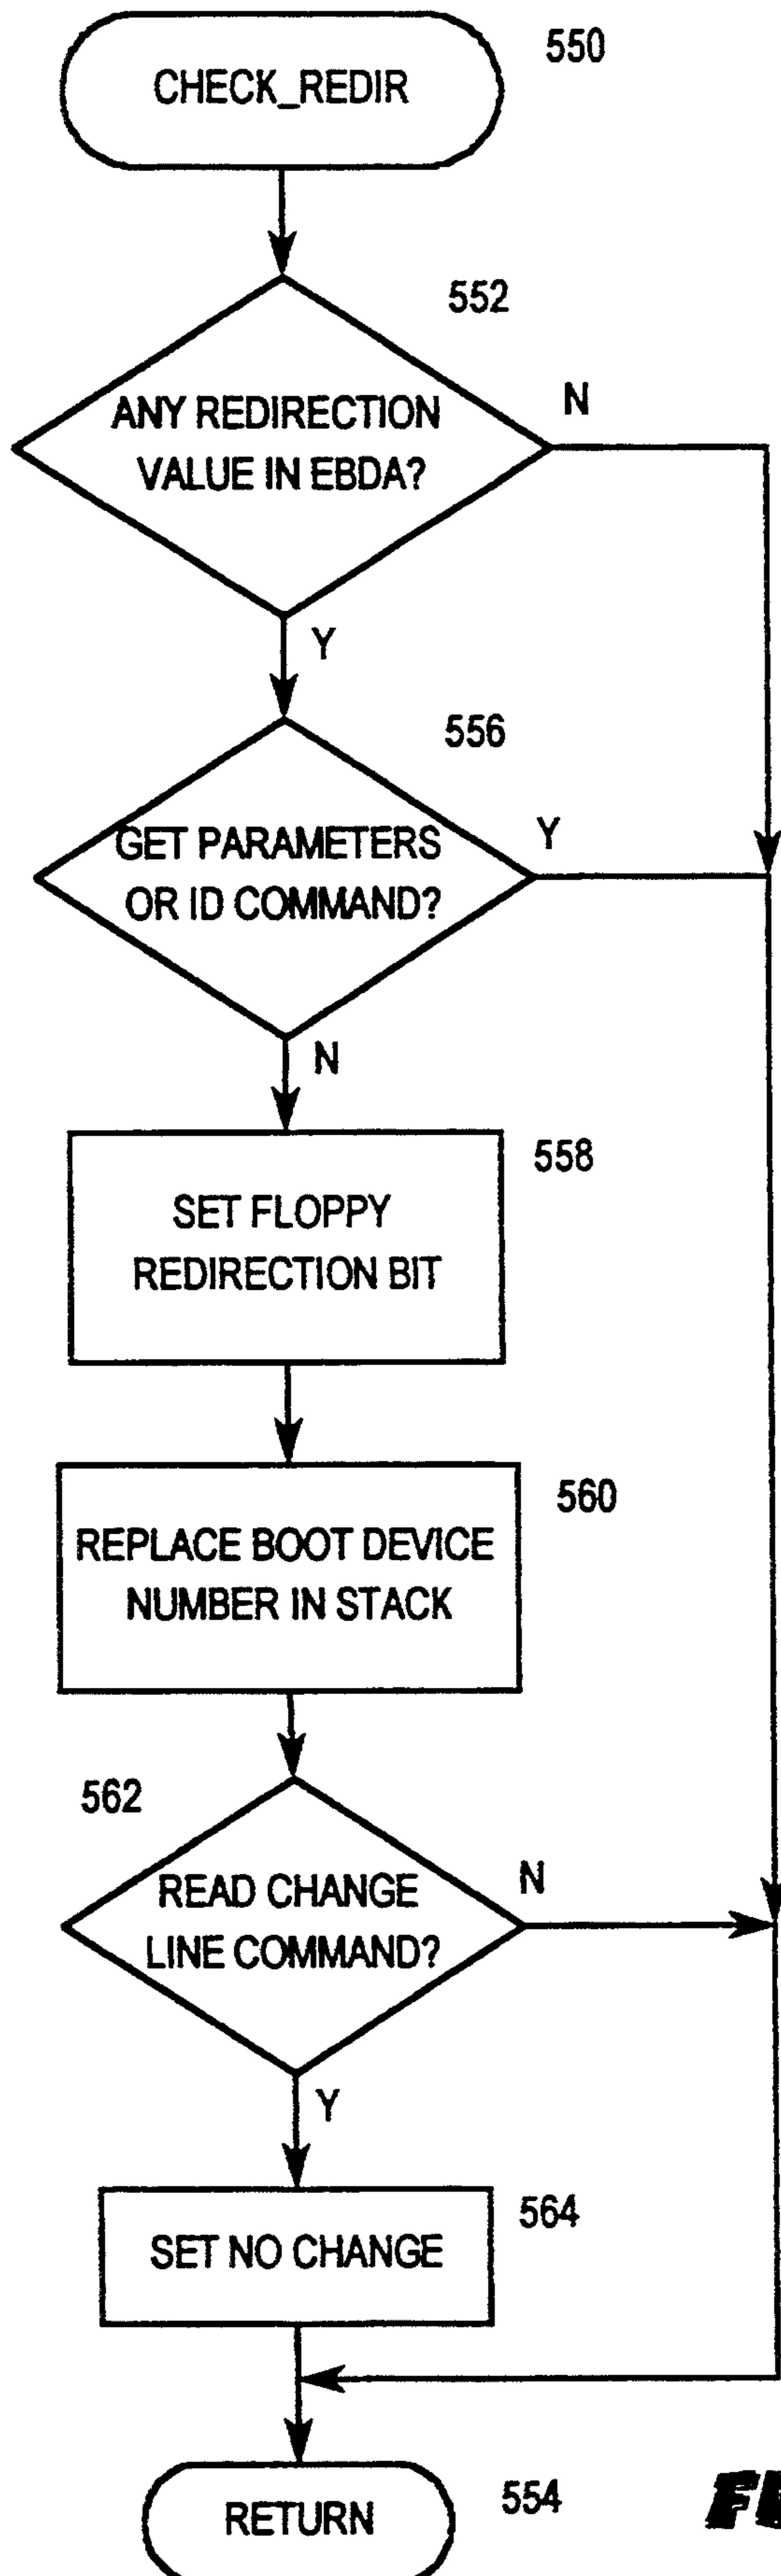 550
CHECK_REDIR
552
ANY REDIRECTION
VALUE IN EBDA?
N
Y
556
GET PARAMETERS
OR ID COMMAND?
Y
N
558
SET FLOPPY
REDIRECTION BIT
560
REPLACE BOOT DEVICE
NUMBER IN STACK
562
READ CHANGE
LINE COMMAND?
N
Y
564
SET NO CHANGE
554
RETURN